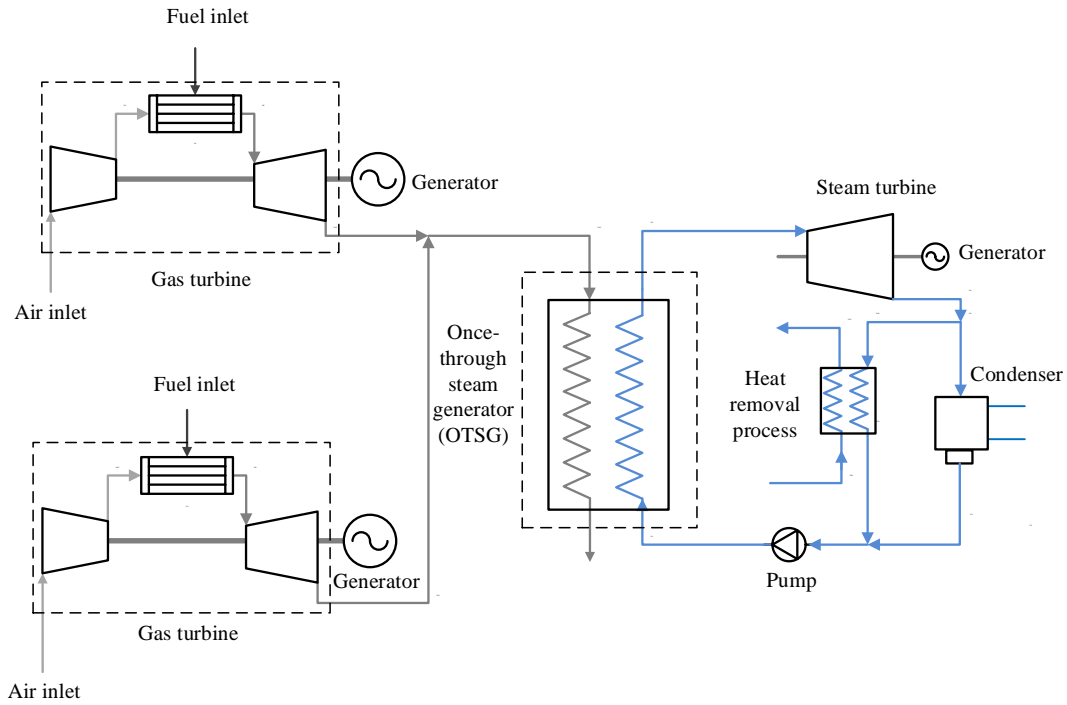 Fuel inlet
Generator
Gas turbine
Air inlet
Steam turbine
Generator
Once-
through
steam
generator
(OTSG)
Heat
removal
process
Condenser
Pump
Fuel inlet
Generator
Gas turbine
Air inlet